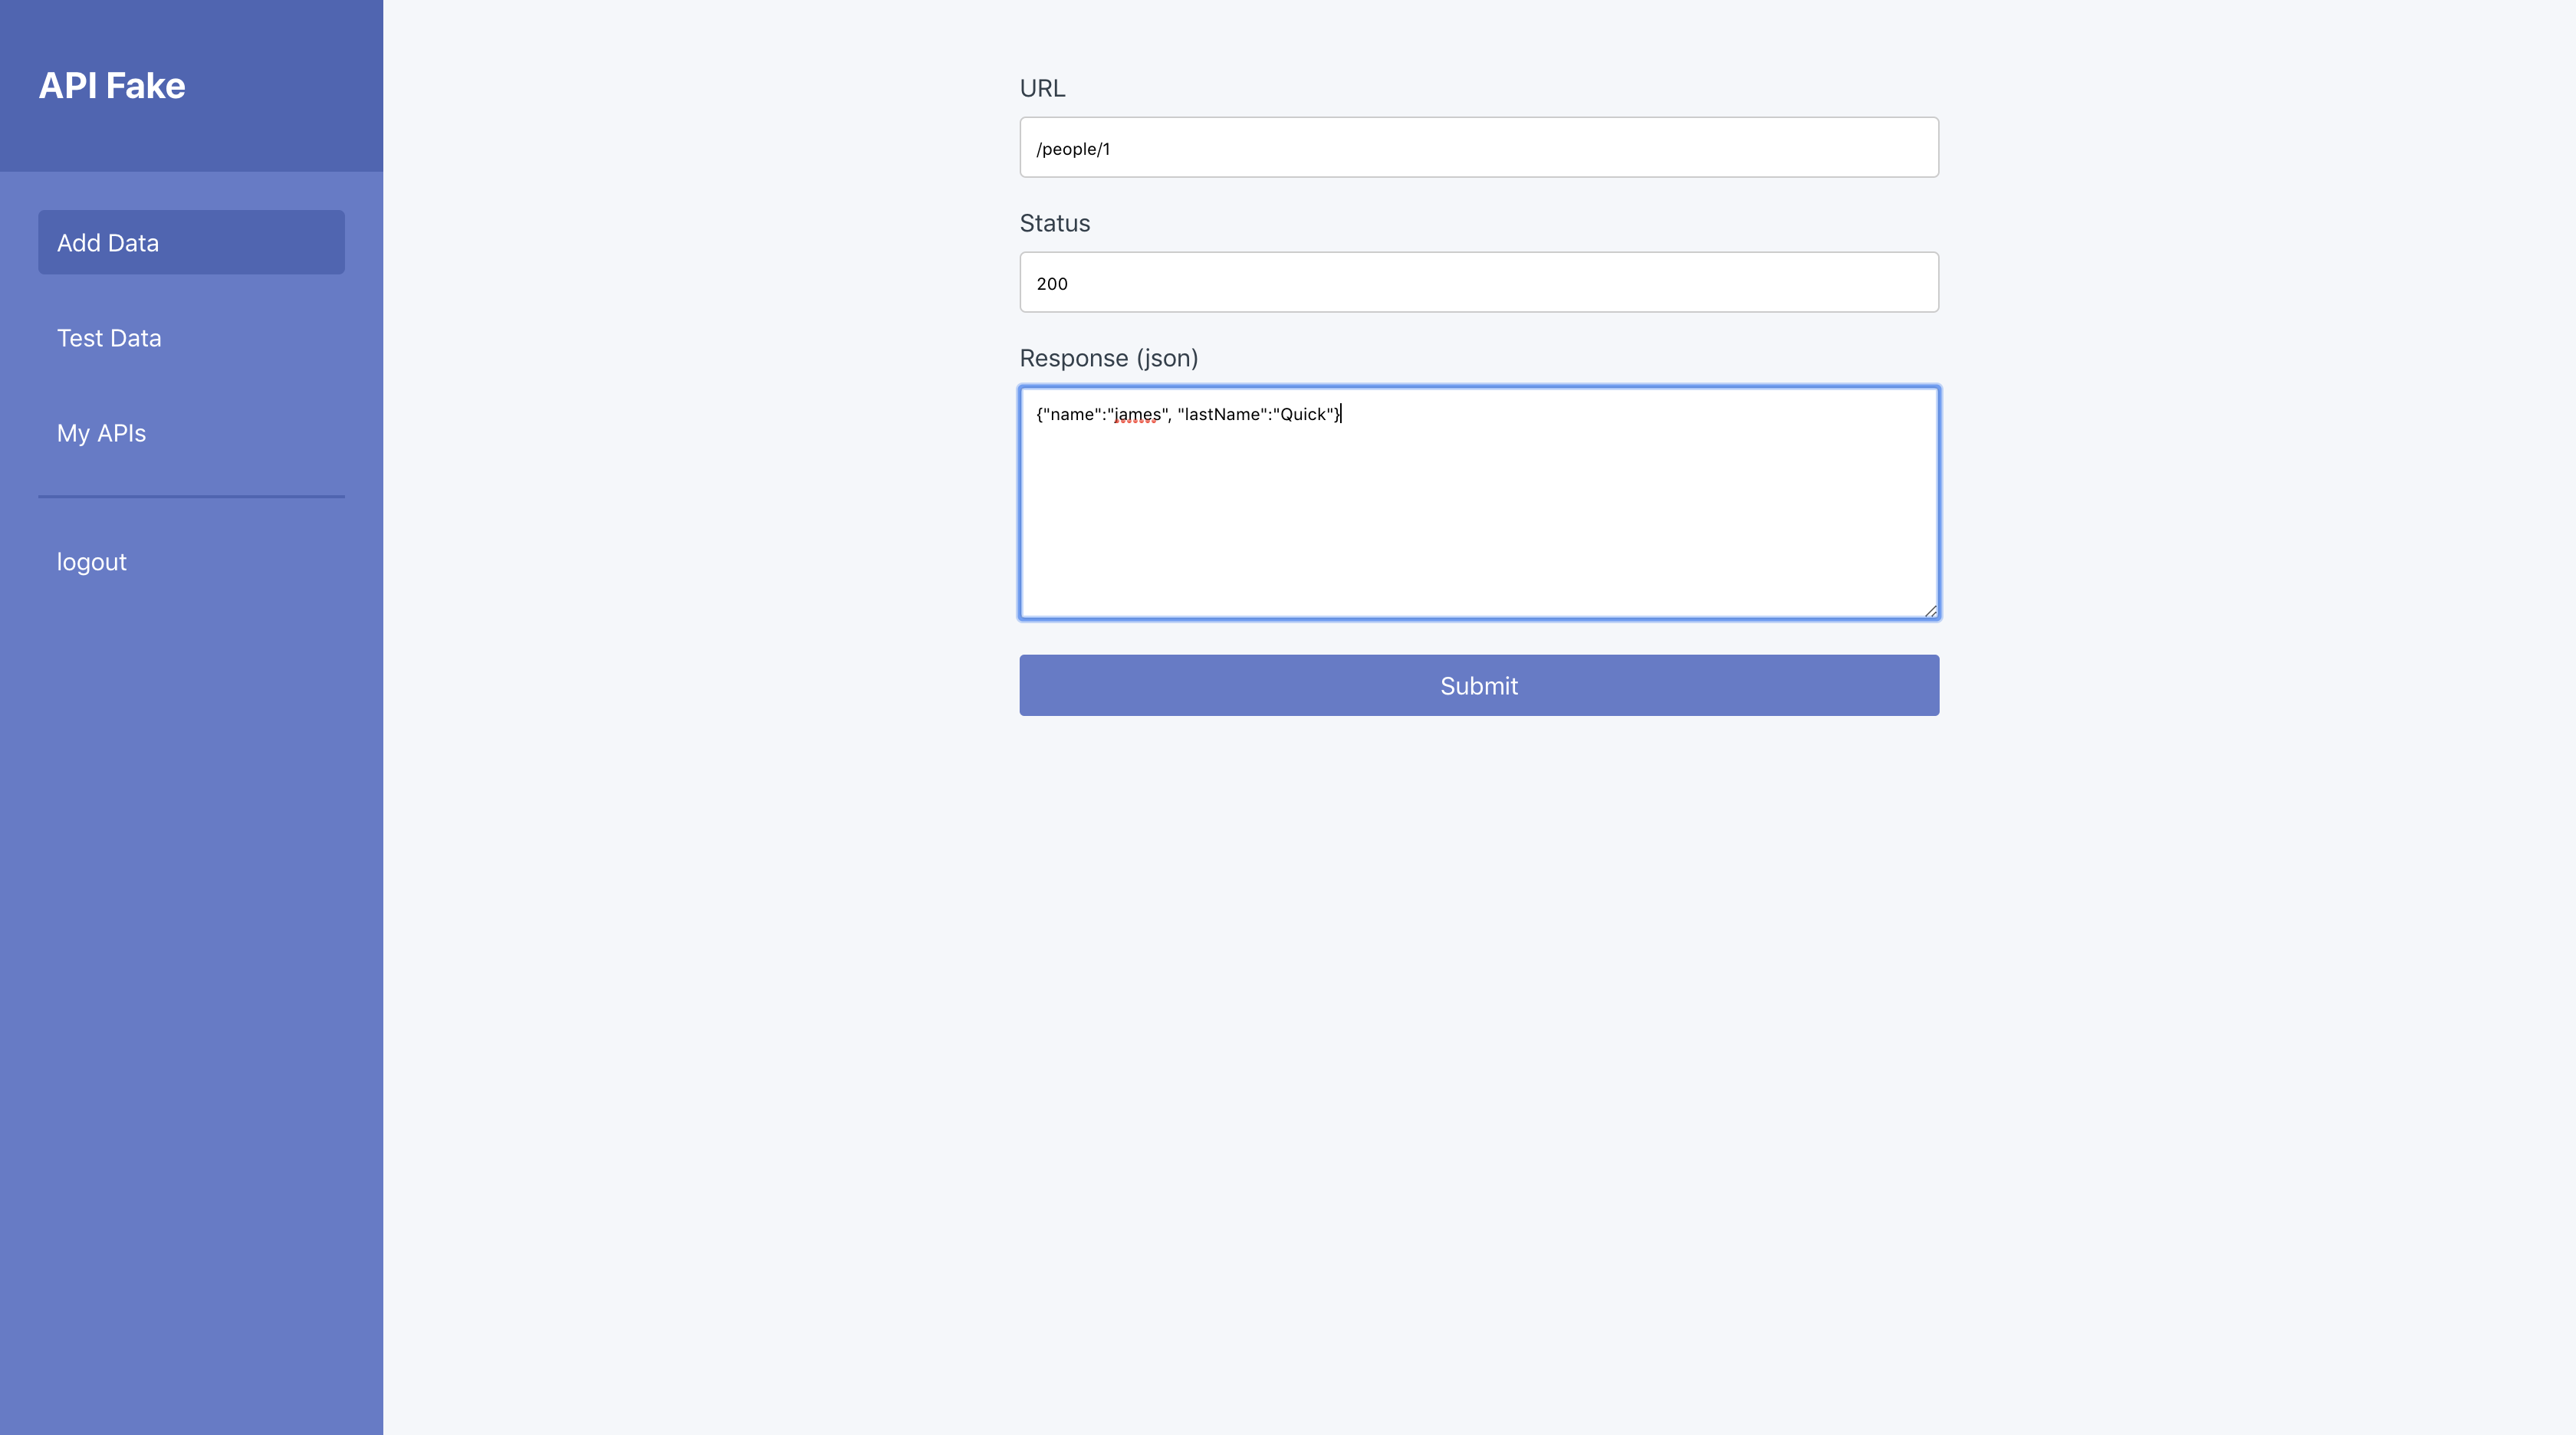 API Fake
Add Data
Test Data
My APIs
logout
URL
/people/1
Status
200
Response (json)
{"name":"james", "lastName":"Quick"}
Submit